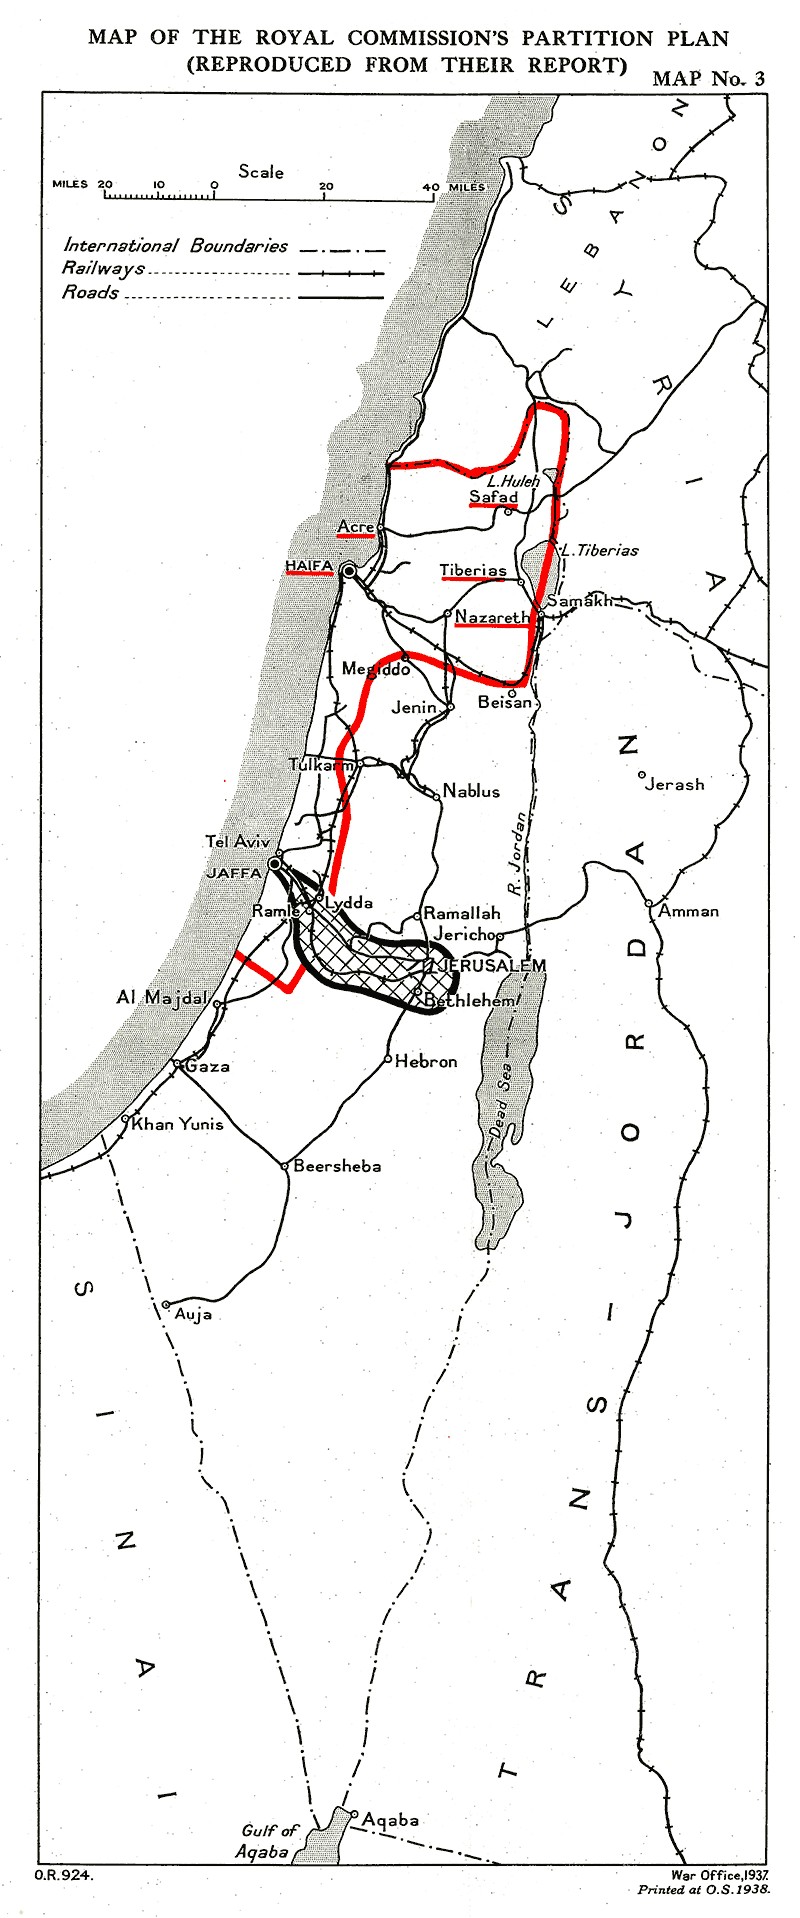 MAP OF THE ROYAL COMMISSION'S PARTITION PLAN
(REPRODUCED FROM THEIR REPORT)
MAP No. 3
Scale
MILES 20 10 0 20 40 MILES
International Boundaries
Railways
Roads
LEBANON
SYRIA
L. Huleh
Safad
Acre
L. Tiberias
HAIFA
Tiberias
Samakh
Nazareth
Megiddo
Beisan
Jenin
Tulkarm
Jerash
Nablus
R. Jordan
Tel Aviv
JAFFA
Lydda
Ramle
Ramallah
Amman
Jericho
JERUSALEM
Al Majdal
Bethlehem
Hebron
Gaza
Dead Sea
Khan Yunis
Beersheba
Auja
SINAI
TRANS-JORDAN
Aqaba
Gulf of
Aqaba
O.R.924.
War Office, 1937.
Printed at O.S. 1938.